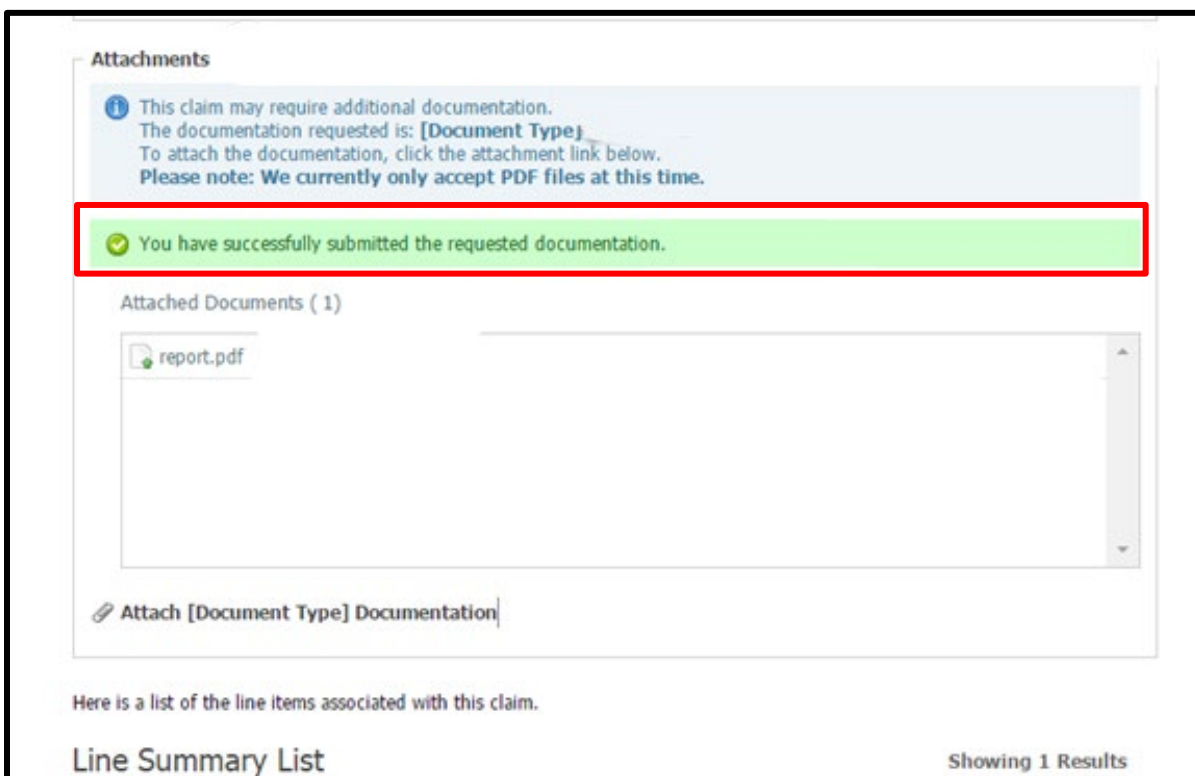 Attachments
This claim may require additional documentation.
The documentation requested is: [Document Type]
To attach the documentation, click the attachment link below.
Please note: We currently only accept PDF files at this time.
You have successfully submitted the requested documentation.
Attached Documents ( 1)
report.pdf
Attach [Document Type] Documentation
Here is a list of the line items associated with this claim.
Line Summary List Showing 1 Results